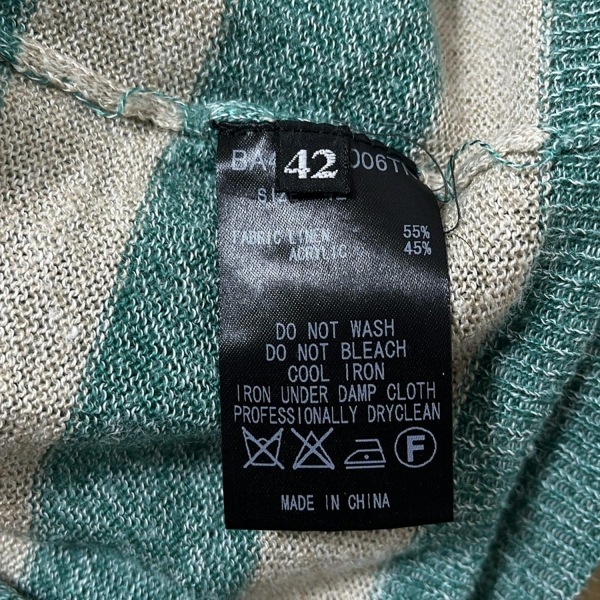 42
FABRIC LINEN 55%
ACRYLIC 45%
DO NOT WASH
DO NOT BLEACH
COOL IRON
IRON UNDER DAMP CLOTH
PROFESSIONALLY DRYCLEAN
F
MADE IN CHINA